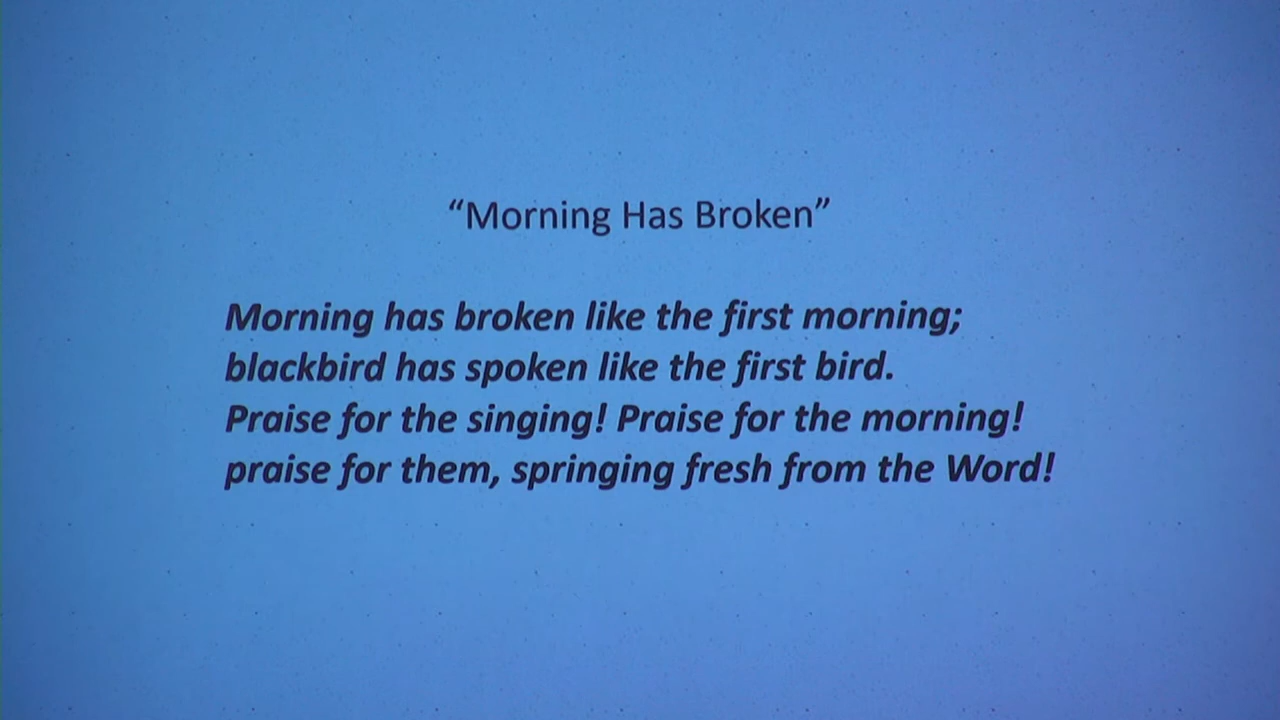 “Morning Has Broken”
Morning has broken like the first morning;
blackbird has spoken like the first bird.
Praise for the singing! Praise for the morning!
praise for them, springing fresh from the Word!